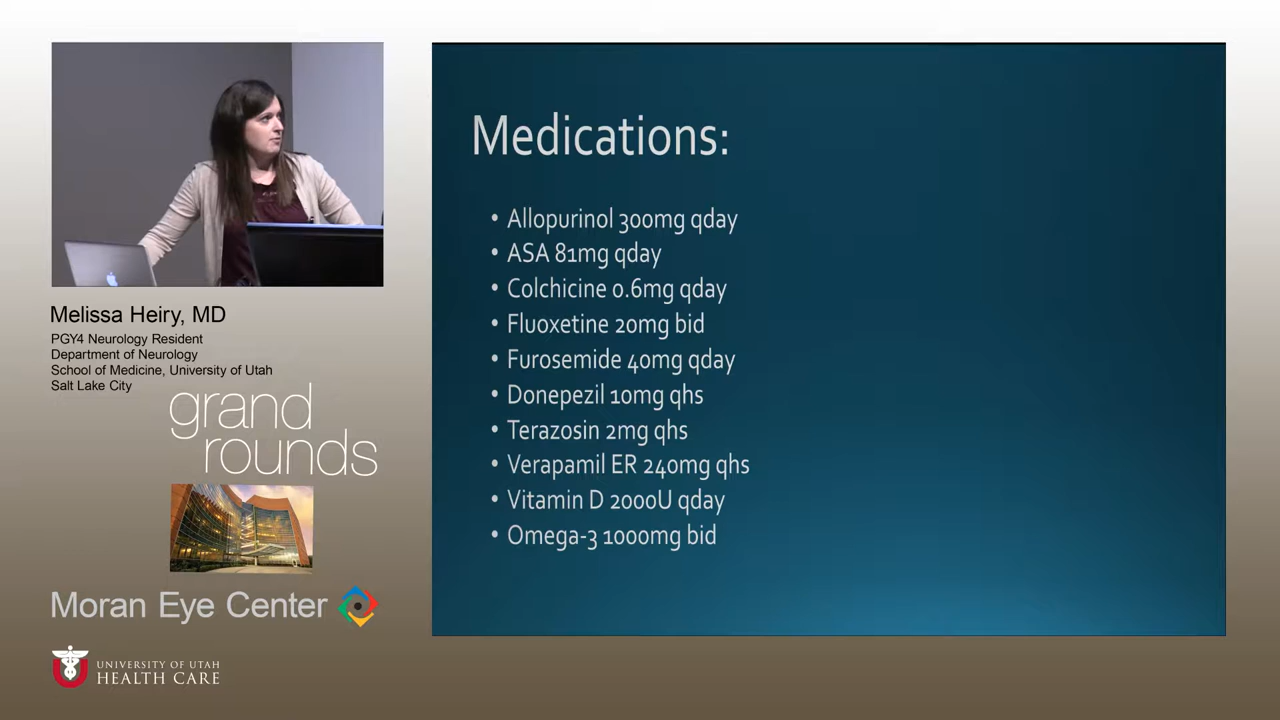 Melissa Heiry, MD
PGY4 Neurology Resident
Department of Neurology
School of Medicine, University of Utah
Salt Lake City
grand
rounds
Moran Eye Center
UNIVERSITY OF UTAH
HEALTH CARE
Medications:
• Allopurinol 300mg qday
• ASA 81mg qday
• Colchicine 0.6mg qday
• Fluoxetine 20mg bid
• Furosemide 40mg qday
• Donepezil 10mg qhs
• Terazosin 2mg qhs
• Verapamil ER 240mg qhs
• Vitamin D 2000U qday
• Omega-3 1000mg bid